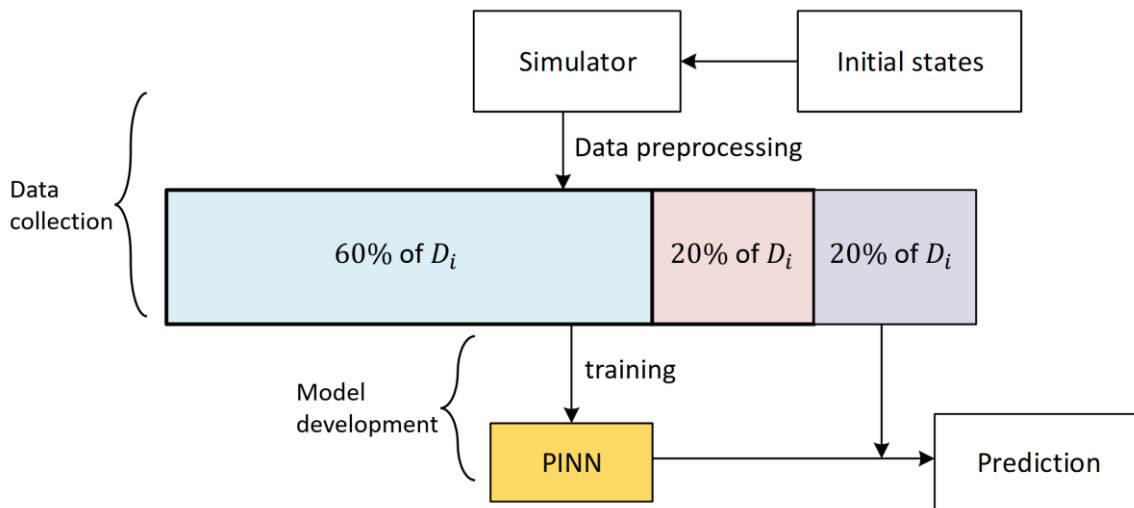 Simulator
Initial states
Data preprocessing
Data
collection
60% of $D_i$
20% of $D_i$
20% of $D_i$
training
Model
development
PINN
Prediction